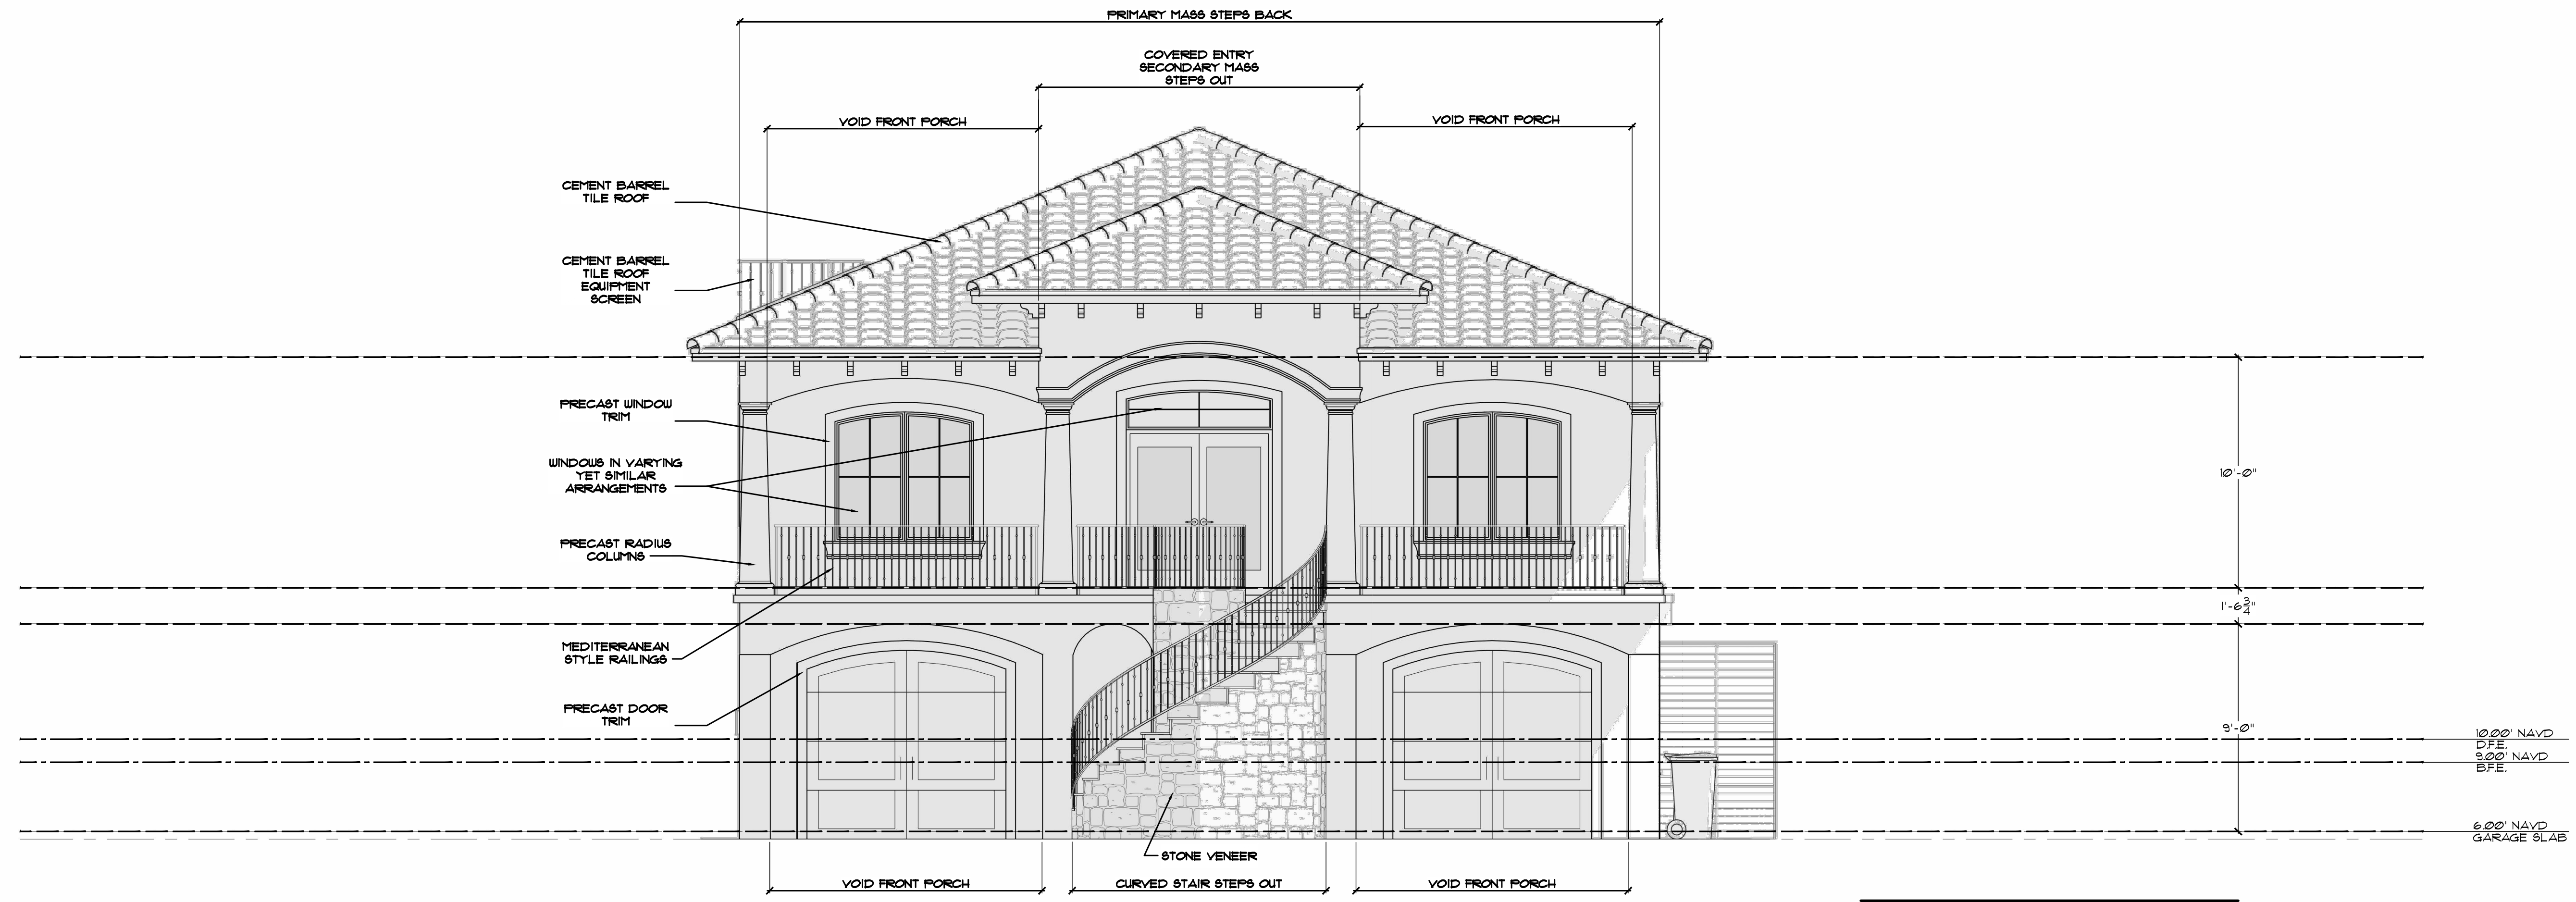 PRIMARY MASS STEPS BACK
COVERED ENTRY
SECONDARY MASS
STEPS OUT
VOID FRONT PORCH
VOID FRONT PORCH
CEMENT BARREL
TILE ROOF
CEMENT BARREL
TILE ROOF
EQUIPMENT
SCREEN
PRECAST WINDOW
TRIM
WINDOWS IN VARYING
YET SIMILAR
ARRANGEMENTS
10'-0"
PRECAST RADIUS
COLUMNS
1'-6 3/4"
MEDITERRANEAN
STYLE RAILINGS
PRECAST DOOR
TRIM
9'-0"
10.00' NAVD
D.F.E.
9.00' NAVD
B.F.E.
6.00' NAVD
GARAGE SLAB
STONE VENEER
VOID FRONT PORCH
CURVED STAIR STEPS OUT
VOID FRONT PORCH